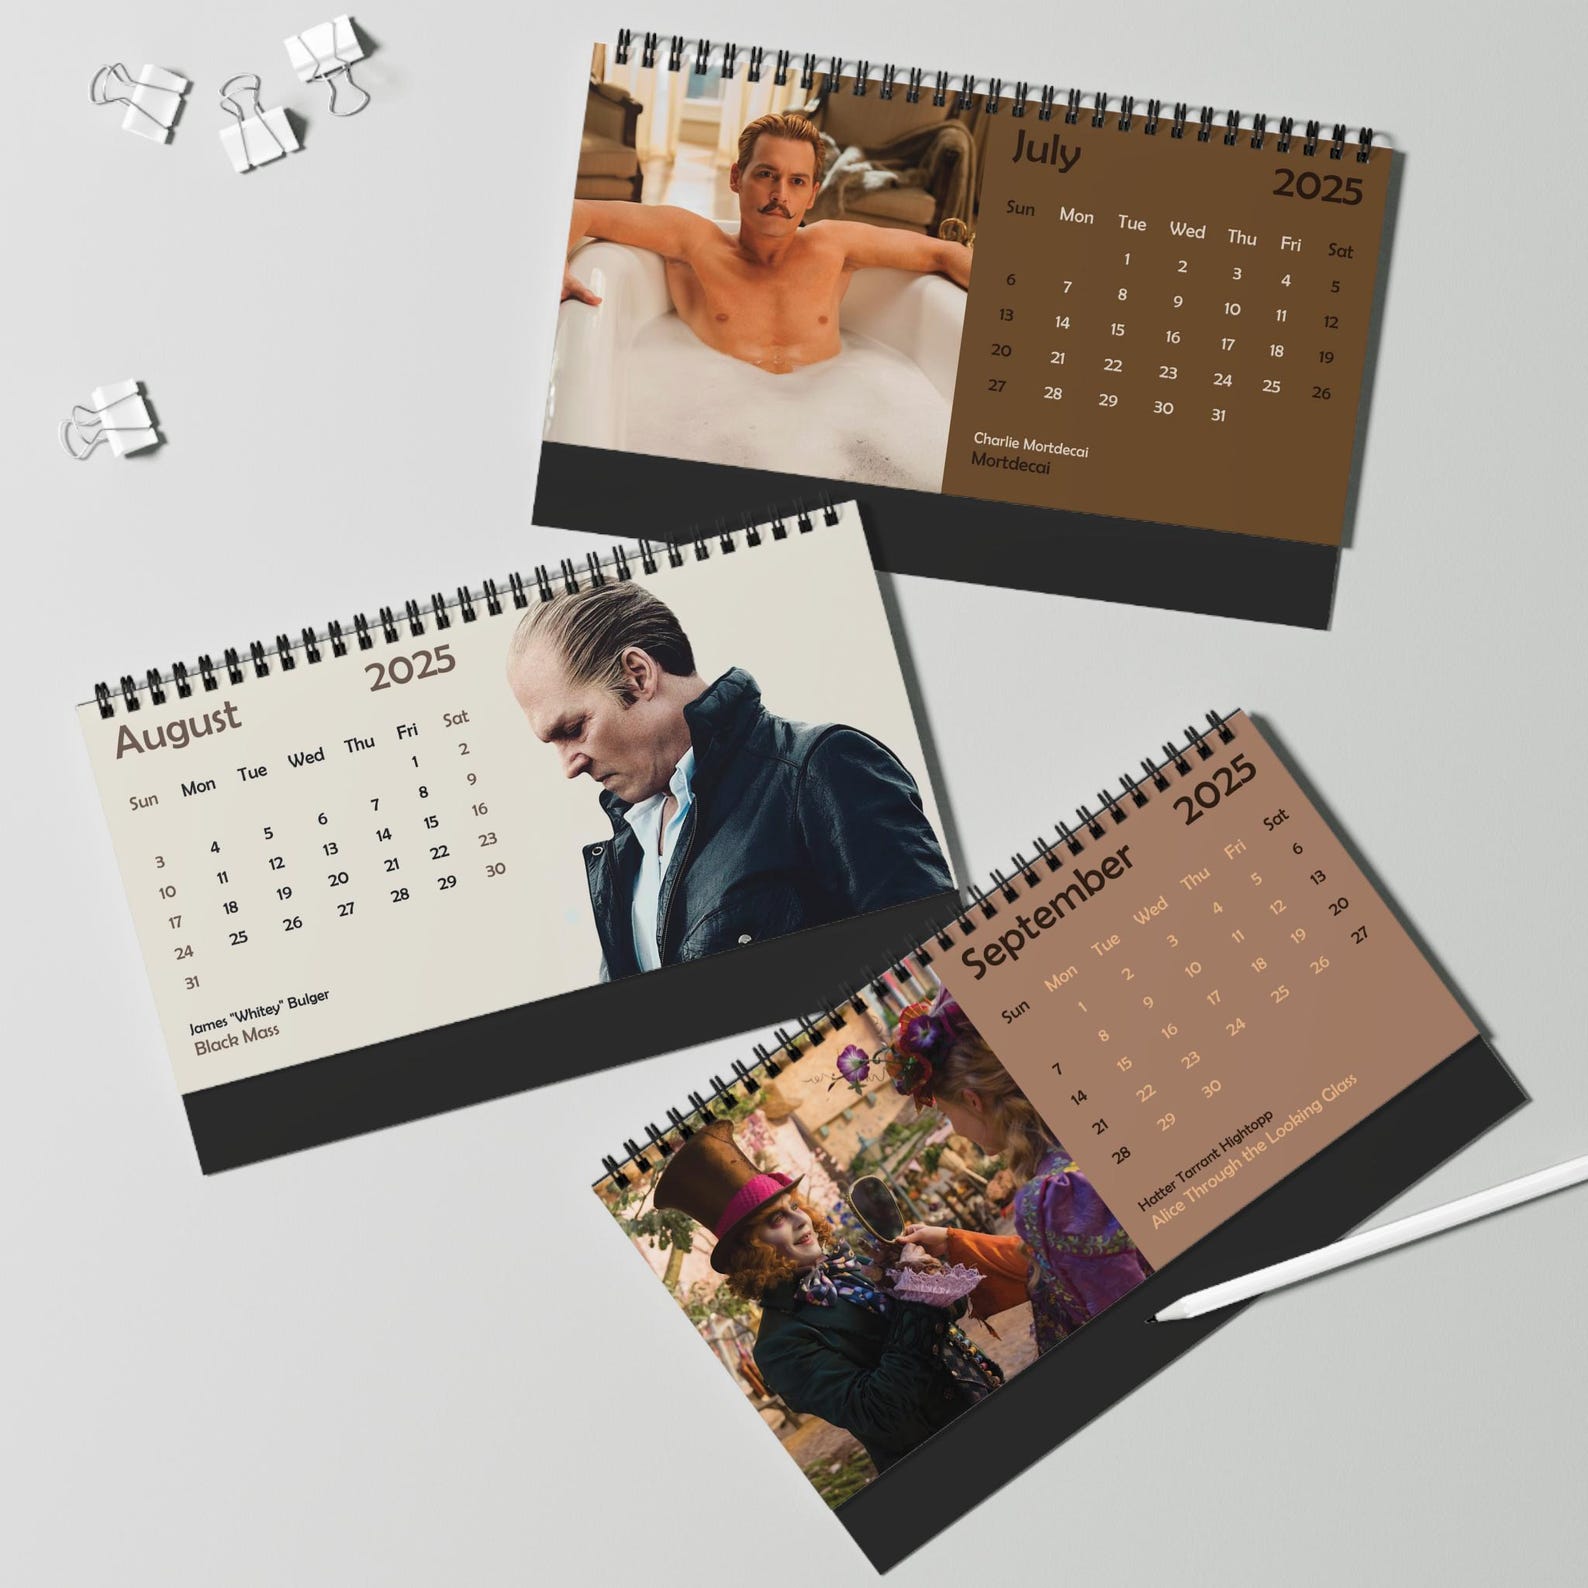 July
2025
Sun Mon Tue Wed Thu Fri Sat
1 2 3 4 5
6 7 8 9 10 11 12
13 14 15 16 17 18 19
20 21 22 23 24 25 26
27 28 29 30 31
Charlie Mortdecai
Mortdecai
August
2025
Sun Mon Tue Wed Thu Fri Sat
1 2
3 4 5 6 7 8 9
10 11 12 13 14 15 16
17 18 19 20 21 22 23
24 25 26 27 28 29 30
31
James "Whitey" Bulger
Black Mass
September
2025
Sun Mon Tue Wed Thu Fri Sat
1 2 3 4 5 6
7 8 9 10 11 12 13
14 15 16 17 18 19 20
21 22 23 24 25 26 27
28 29 30
Hatter Tarrant Hightopp
Alice Through the Looking Glass